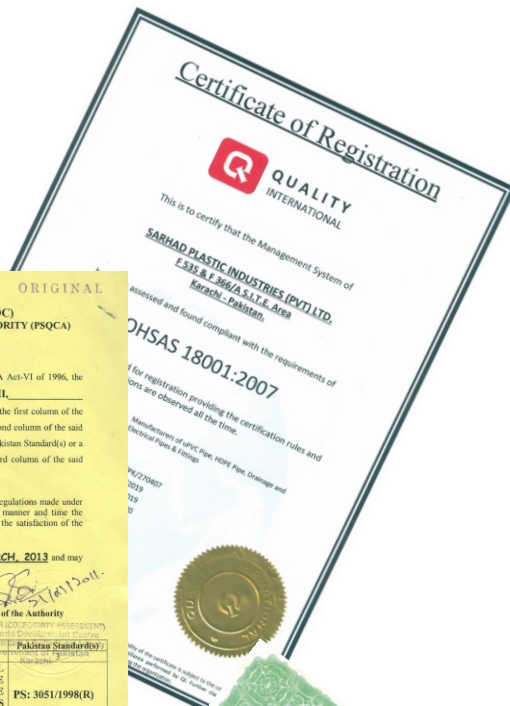 Certificate of Registration
QUALITY
INTERNATIONAL
This is to certify that the Management System of
SARHAD PLASTIC INDUSTRIES (PVT) LTD.
F 535 & F 366/A S.I.T.E. Area
Karachi - Pakistan.
assessed and found compliant with the requirements of
OHSAS 18001:2007
for registration providing the certification rules and
are observed all the time.
Manufacturers of uPVC Pipe, HDPE Pipe, Drainage and
Electrical Pipes & Fittings
/270407
2019
ORIGINAL
ORITY (PSQCA)
Act-VI of 1996, the
the first column of the
ond column of the said
kistan Standard(s) or a
rd column of the said
egulations made under
manner and time the
the satisfaction of the
CH, 2013 and may
of the Authority
Pakistan Standard(s)
Karachi.
PS: 3051/1998(R)